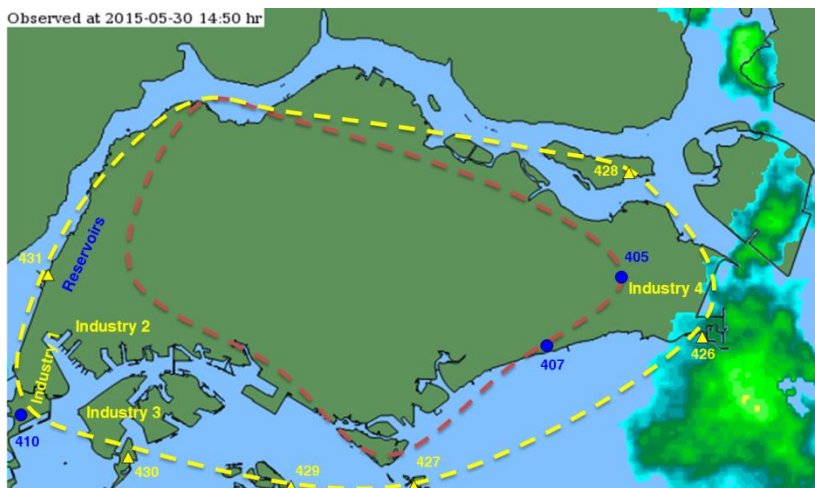 Observed at 2015-05-30 14:50 hr
428
431
Reservoirs
405
Industry 4
Industry 2
Industry 1
407
426
Industry 3
410
430
429
427